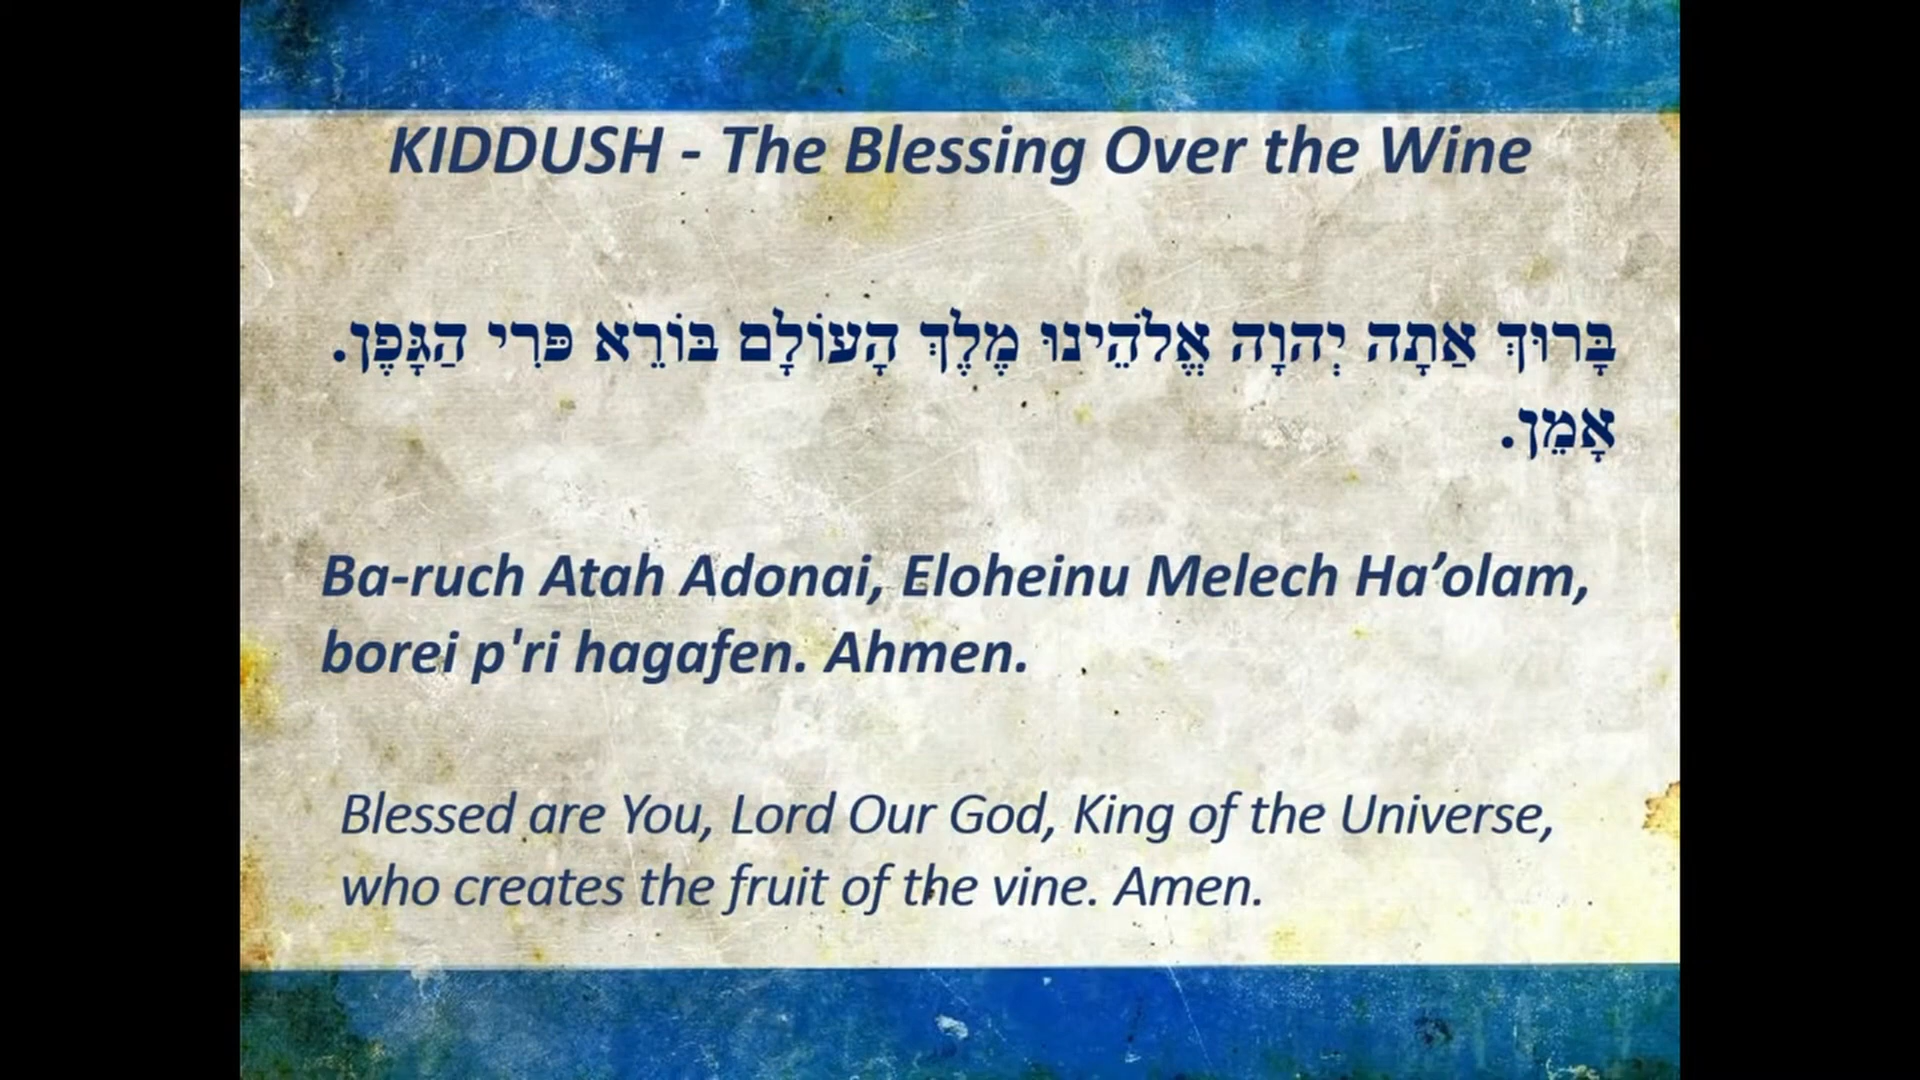 KIDDUSH - The Blessing Over the Wine
בָּרוּךְ אַתָה יְהוָה אֱלֹהֵינוּ מֶלֶךְ הָעוֹלָם בּוֹרֵא פּרִי הַגָּפֶן.
אָמֵן.
Ba-ruch Atah Adonai, Eloheinu Melech Ha’olam,
borei p'ri hagafen. Ahmen.
Blessed are You, Lord Our God, King of the Universe,
who creates the fruit of the vine. Amen.